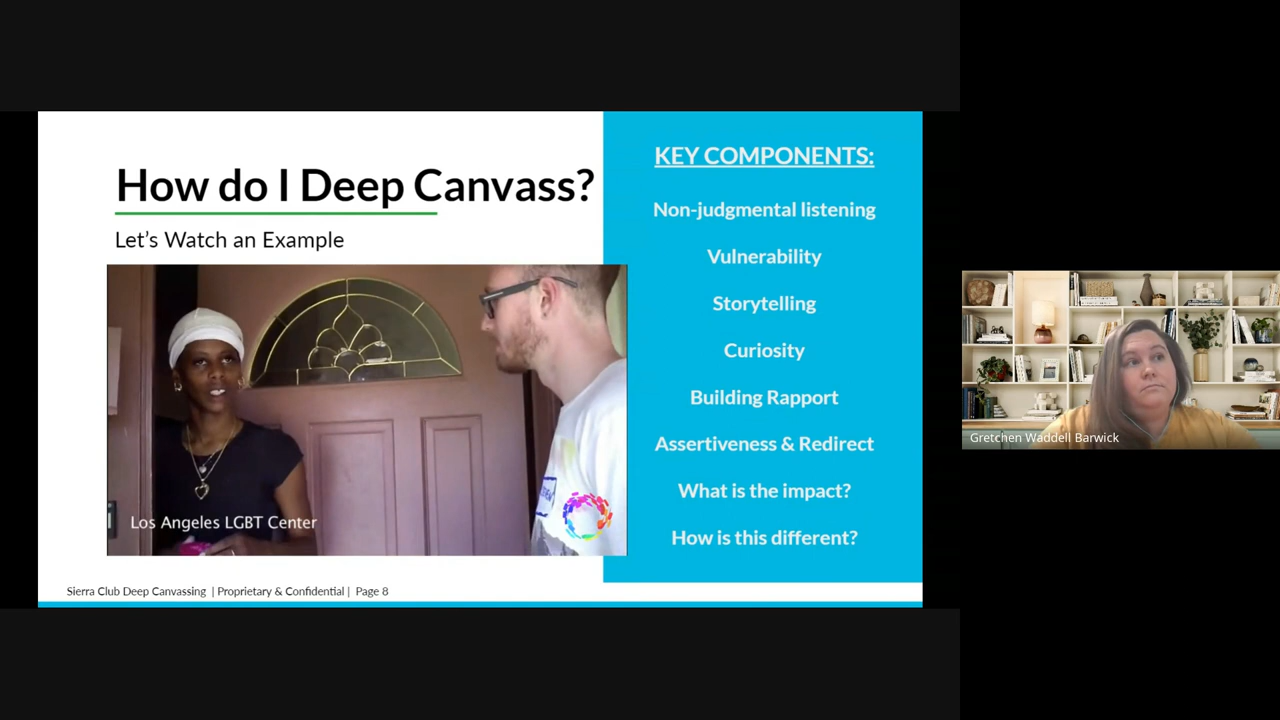 How do I Deep Canvass?
Let's Watch an Example
Los Angeles LGBT Center
KEY COMPONENTS:
Non-judgmental listening
Vulnerability
Storytelling
Curiosity
Building Rapport
Assertiveness & Redirect
What is the impact?
How is this different?
Sierra Club Deep Canvassing | Proprietary & Confidential | Page 8
Gretchen Waddell Barwick